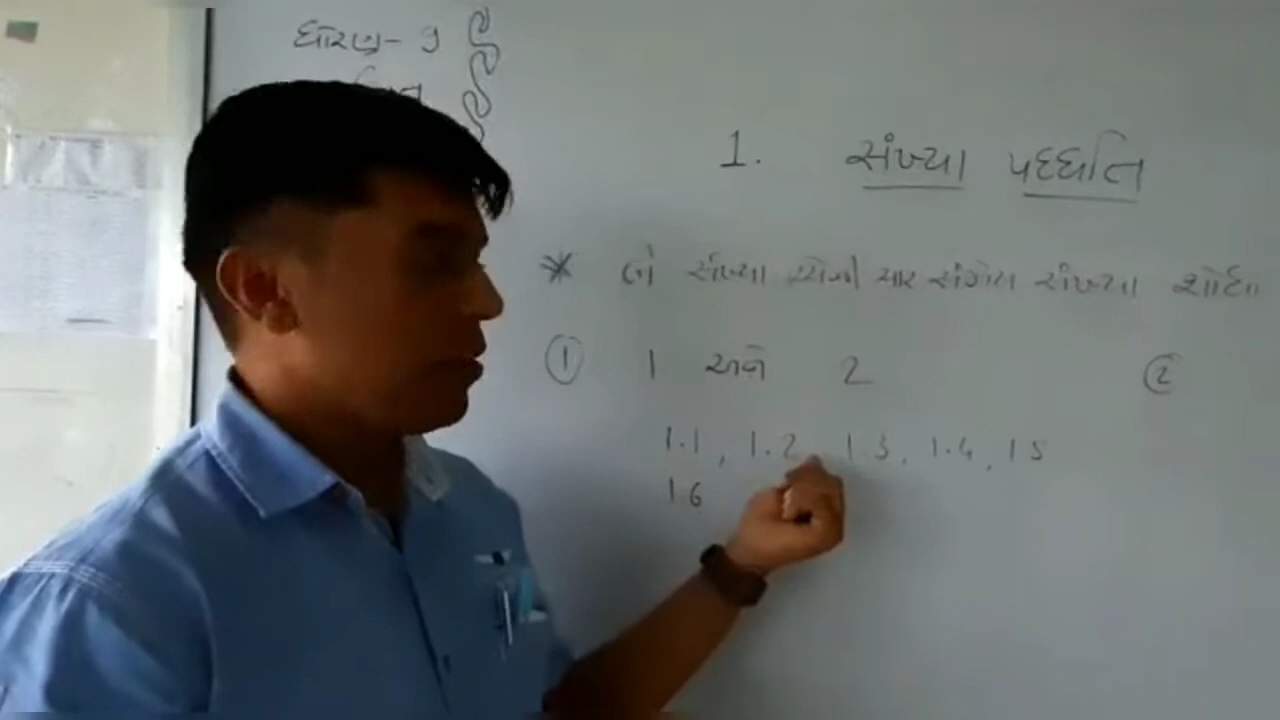 ધોરણ- 9
1. સંખ્યા પદ્ધતિ
* બે સંખ્યા વચ્ચેની ચાર સંમેય સંખ્યા શોધો
① 1 અને 2 ②
1.1, 1.2, 1.3, 1.4, 1 5
1 6